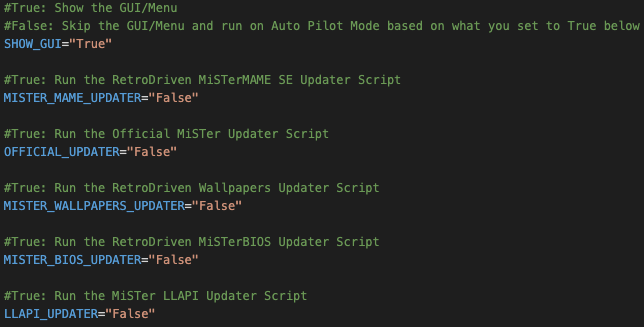 #True: Show the GUI/Menu
#False: Skip the GUI/Menu and run on Auto Pilot Mode based on what you set to True below
SHOW_GUI="True"
#True: Run the RetroDriven MiSTerMAME SE Updater Script
MISTER_MAME_UPDATER="False"
#True: Run the Official MiSTer Updater Script
OFFICIAL_UPDATER="False"
#True: Run the RetroDriven Wallpapers Updater Script
MISTER_WALLPAPERS_UPDATER="False"
#True: Run the RetroDriven MiSTerBIOS Updater Script
MISTER_BIOS_UPDATER="False"
#True: Run the MiSTer LLAPI Updater Script
LLAPI_UPDATER="False"